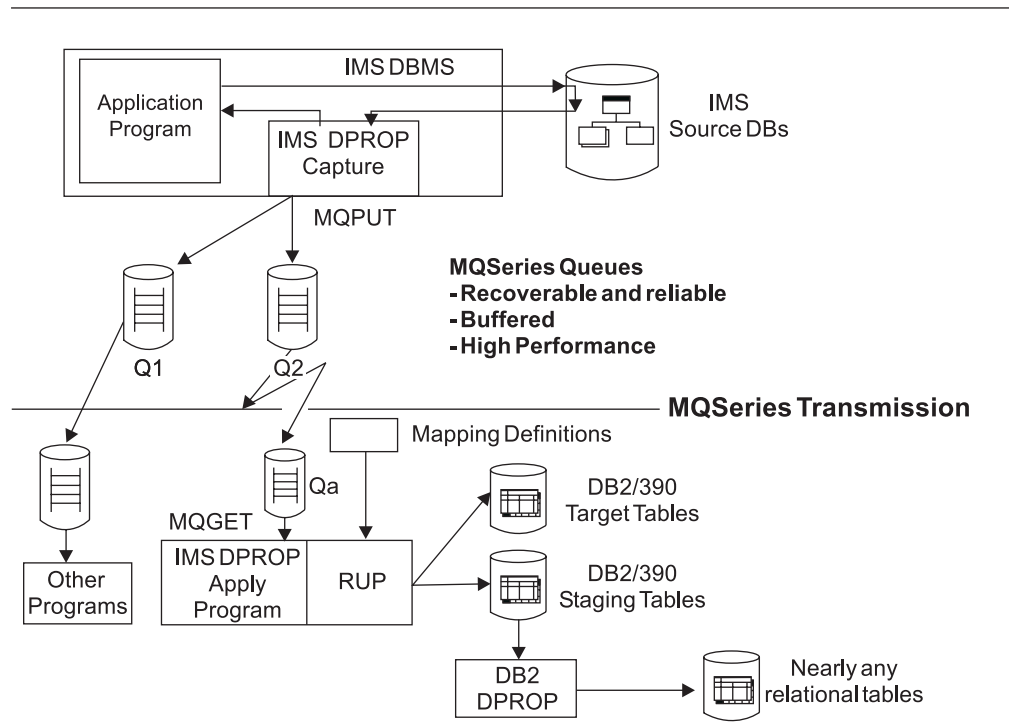 IMS DBMS
Application
Program
IMS DPROP
Capture
IMS
Source DBs
MQPUT
MQSeries Queues
- Recoverable and reliable
- Buffered
- High Performance
Q1
Q2
MQSeries Transmission
Mapping Definitions
Qa
MQGET
IMS DPROP
Apply
Program
RUP
DB2/390
Target Tables
DB2/390
Staging Tables
Other
Programs
DB2
DPROP
Nearly any
relational tables